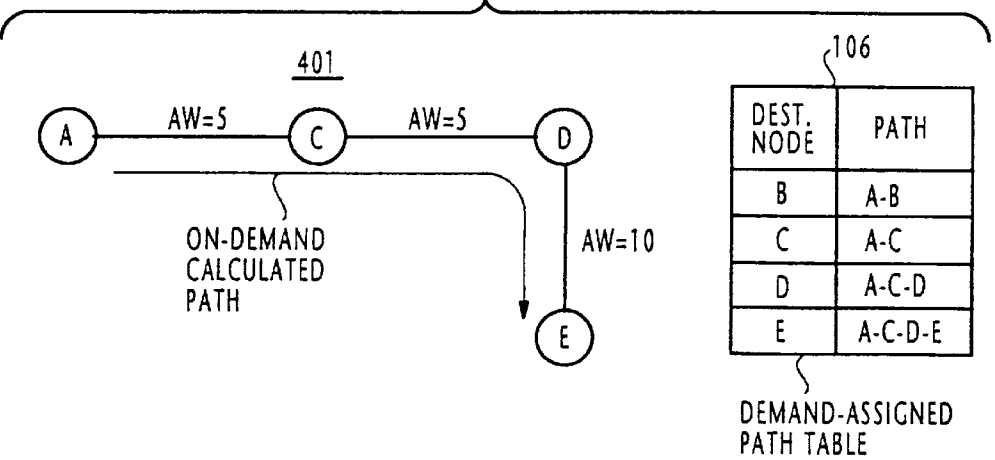 401
A
AW=5
C
AW=5
D
AW=10
E
ON-DEMAND
CALCULATED
PATH
106
DEST.
NODE
PATH
B
A-B
C
A-C
D
A-C-D
E
A-C-D-E
DEMAND-ASSIGNED
PATH TABLE